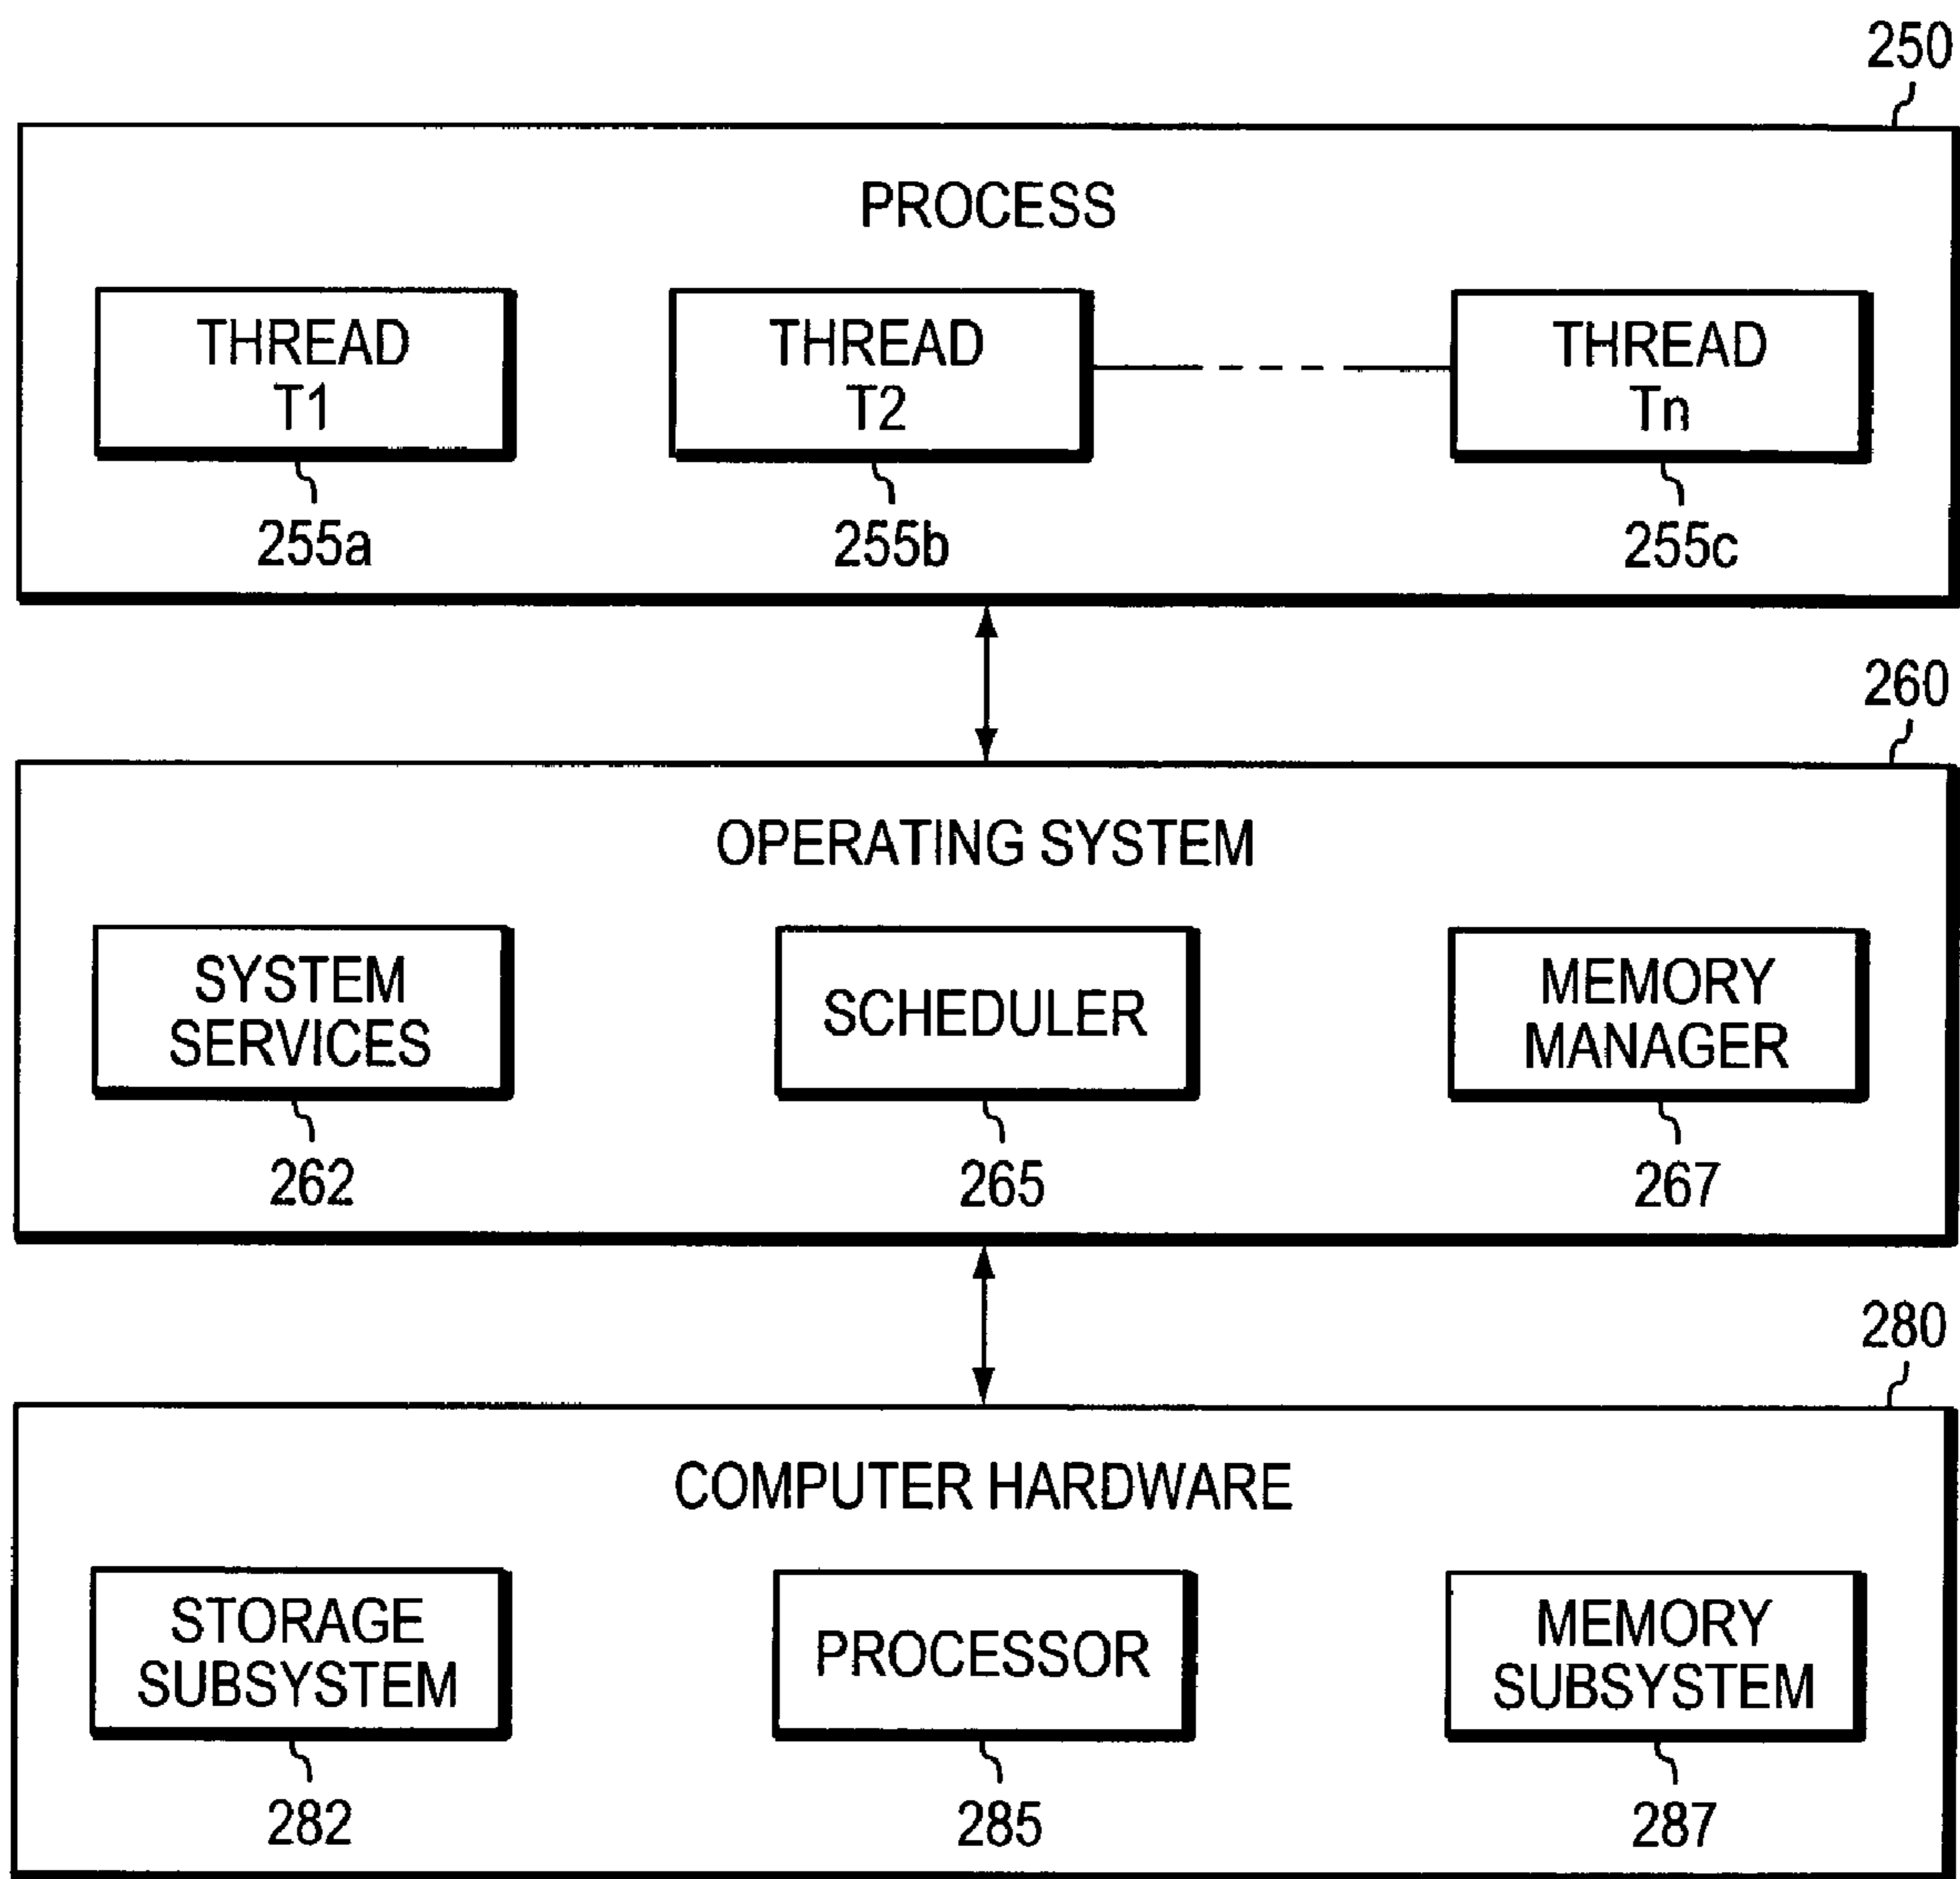 250
PROCESS
THREAD
T1
THREAD
T2
THREAD
Tn
255a
255b
255c
260
OPERATING SYSTEM
SYSTEM
SERVICES
SCHEDULER
MEMORY
MANAGER
262
265
267
280
COMPUTER HARDWARE
STORAGE
SUBSYSTEM
PROCESSOR
MEMORY
SUBSYSTEM
282
285
287